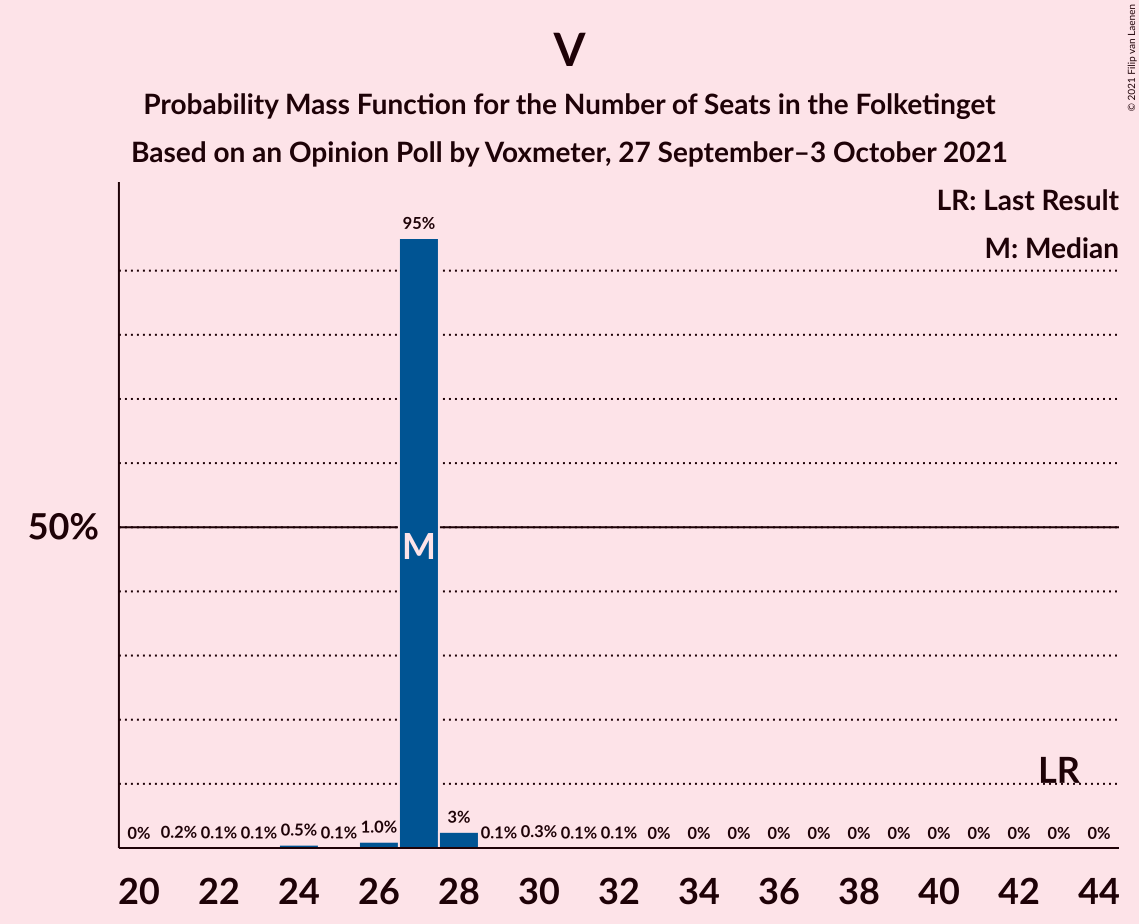 V
Probability Mass Function for the Number of Seats in the Folketinget
Based on an Opinion Poll by Voxmeter, 27 September–3 October 2021
© 2021 Filip van Laenen
LR: Last Result
M: Median
95%
50%
M
LR
0% 0.2% 0.1% 0.1% 0.5% 0.1% 1.0% 3% 0.1% 0.3% 0.1% 0.1% 0% 0% 0% 0% 0% 0% 0% 0% 0% 0% 0% 0%
20 22 24 26 28 30 32 34 36 38 40 42 44